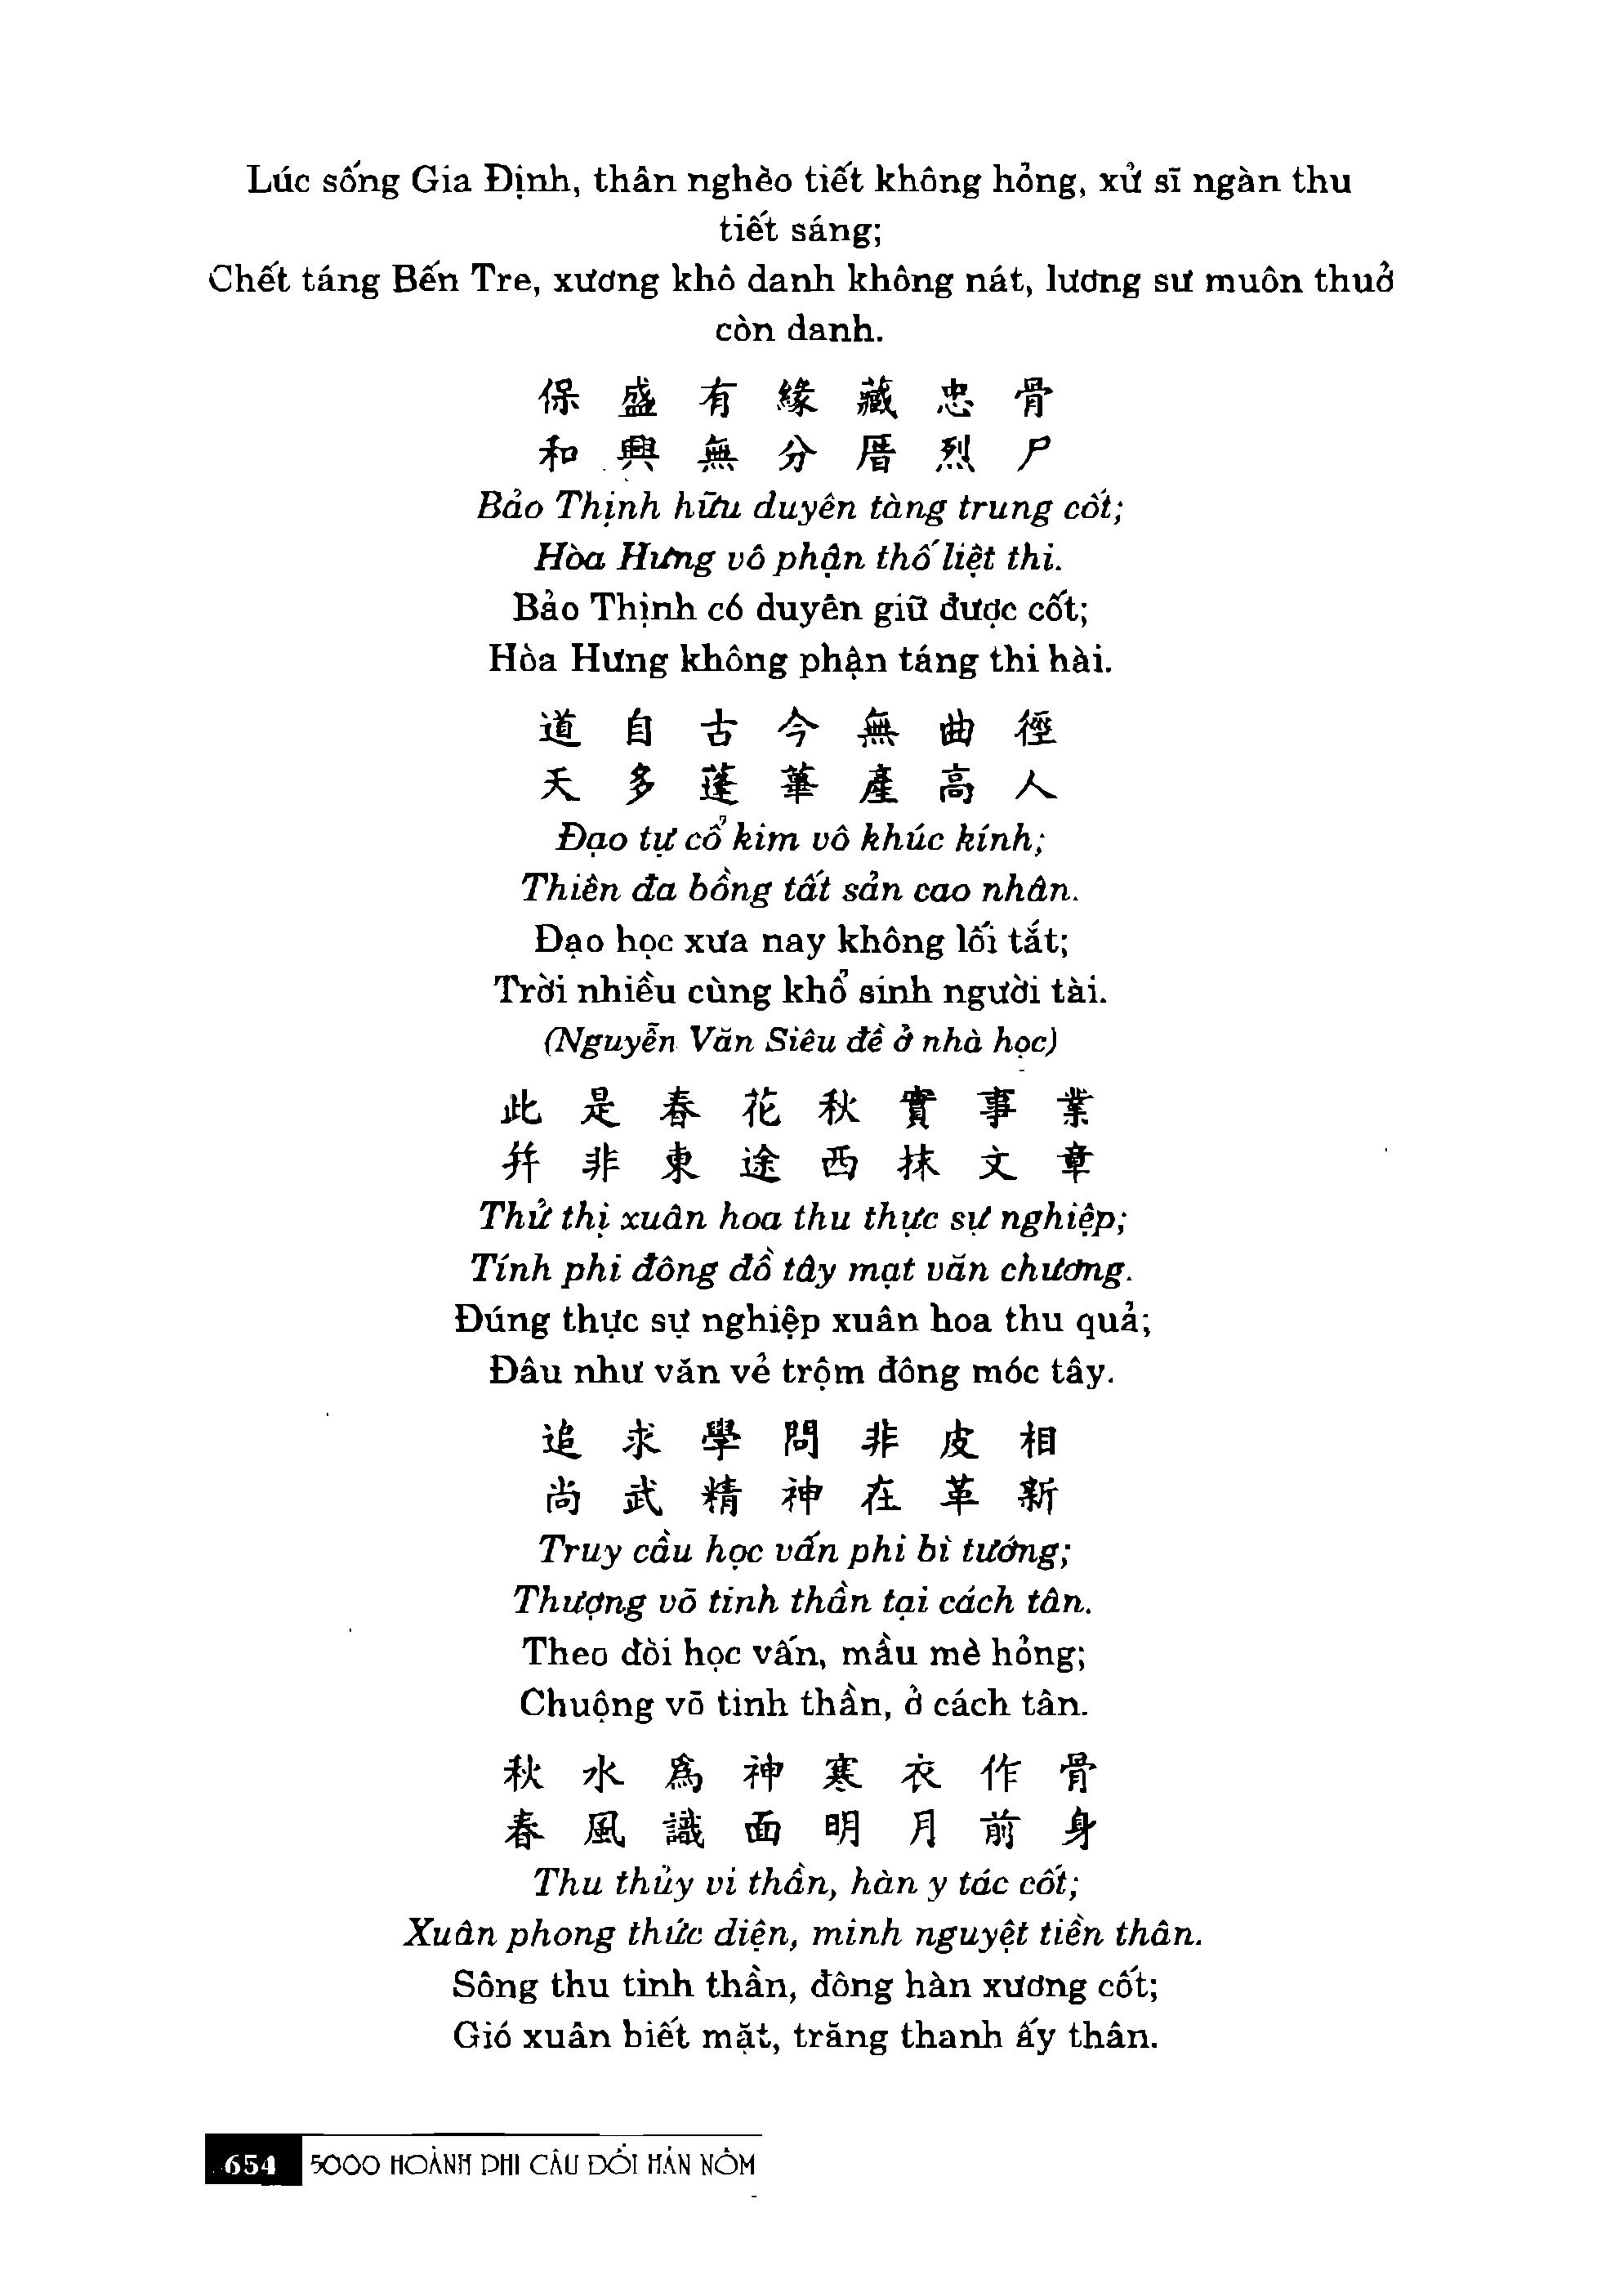 Lúc sống Gia Định, thân nghèo tiết không hỏng, xử sĩ ngàn thu
tiết sáng;
Chết táng Bến Tre, xương khô danh không nát, lương sư muôn thuở
còn danh.
保盛有緣藏忠骨
和興無分厝烈尸
Bảo Thịnh hữu duyên tàng trung cốt;
Hòa Hưng vô phận thố liệt thi.
Bảo Thịnh có duyên giữ được cốt;
Hòa Hưng không phận táng thi hài.
道自古今無曲徑
天多蓬蓽產高人
Đạo tự cổ kim vô khúc kính;
Thiên đa bồng tất sản cao nhân.
Đạo học xưa nay không lối tắt;
Trời nhiều cùng khổ sinh người tài.
(Nguyễn Văn Siêu đề ở nhà học)
此是春花秋實事業
幷非東途西抹文章
Thử thị xuân hoa thu thực sự nghiệp;
Tính phi đông đồ tây mạt văn chương.
Đúng thực sự nghiệp xuân hoa thu quả;
Đâu như văn vẻ trộm đông móc tây.
追求學問非皮相
尚武精神在革新
Truy cầu học vấn phi bì tướng;
Thượng võ tinh thần tại cách tân.
Theo đòi học vấn, mầu mè hỏng;
Chuộng võ tinh thần, ở cách tân.
秋水爲神寒衣作骨
春風識面明月前身
Thu thủy vi thần, hàn y tác cốt;
Xuân phong thức diện, minh nguyệt tiền thân.
Sông thu tinh thần, đông hàn xương cốt;
Gió xuân biết mặt, trăng thanh ấy thân.
654 5000 HOÀNH PHI CÂU ĐỐI HÁN NÔM